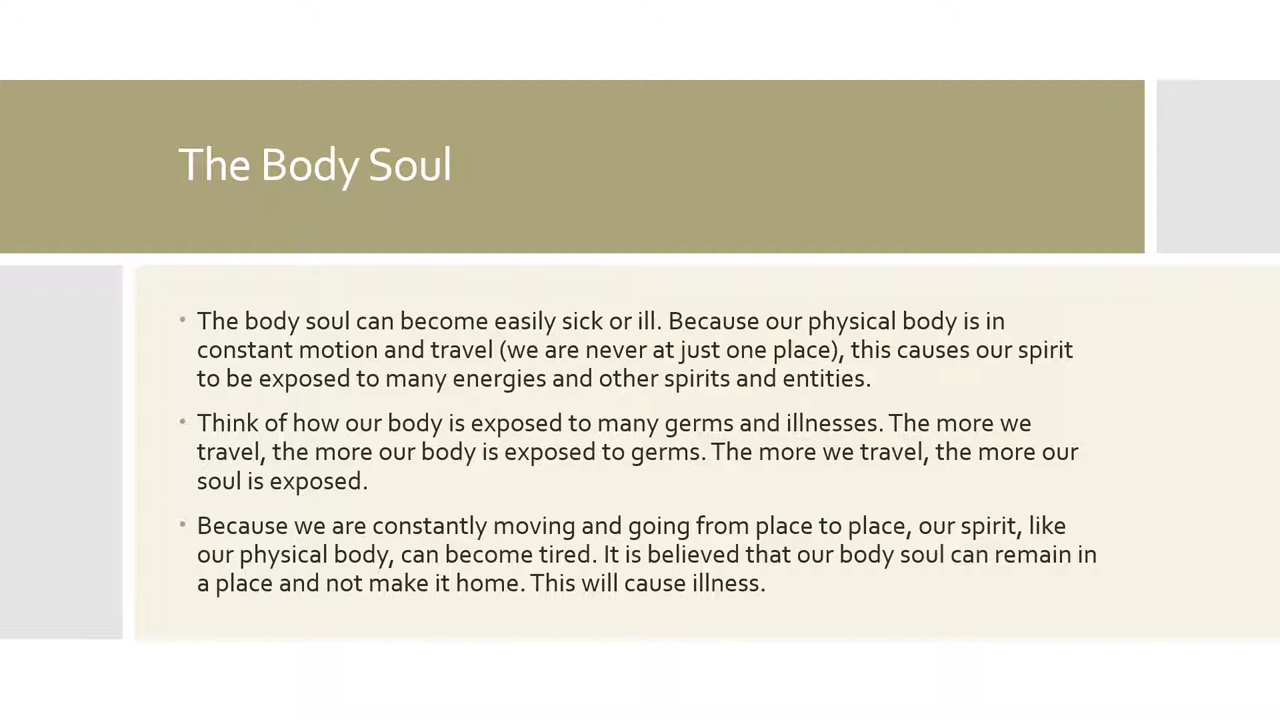 The Body Soul
• The body soul can become easily sick or ill. Because our physical body is in
constant motion and travel (we are never at just one place), this causes our spirit
to be exposed to many energies and other spirits and entities.
• Think of how our body is exposed to many germs and illnesses. The more we
travel, the more our body is exposed to germs. The more we travel, the more our
soul is exposed.
• Because we are constantly moving and going from place to place, our spirit, like
our physical body, can become tired. It is believed that our body soul can remain in
a place and not make it home. This will cause illness.